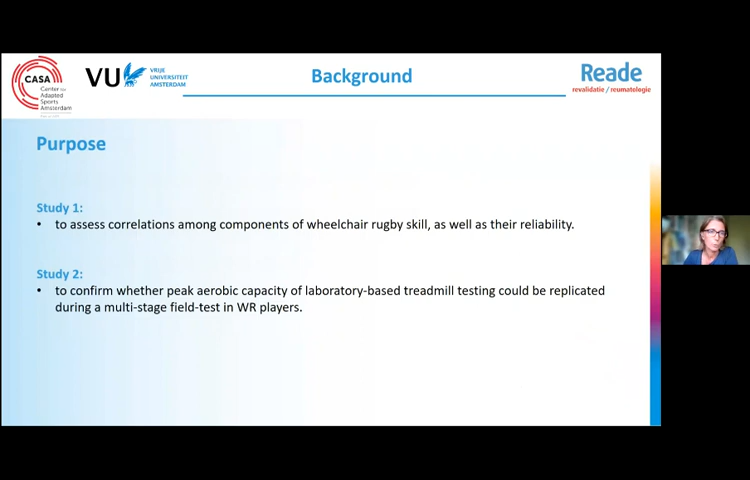 CASA
Center for
Adapted
Sports
Amsterdam
VU
VRIJE
UNIVERSITEIT
AMSTERDAM
Background
Reade
revalidatie / reumatologie
Purpose
Study 1:
• to assess correlations among components of wheelchair rugby skill, as well as their reliability.
Study 2:
• to confirm whether peak aerobic capacity of laboratory-based treadmill testing could be replicated
during a multi-stage field-test in WR players.